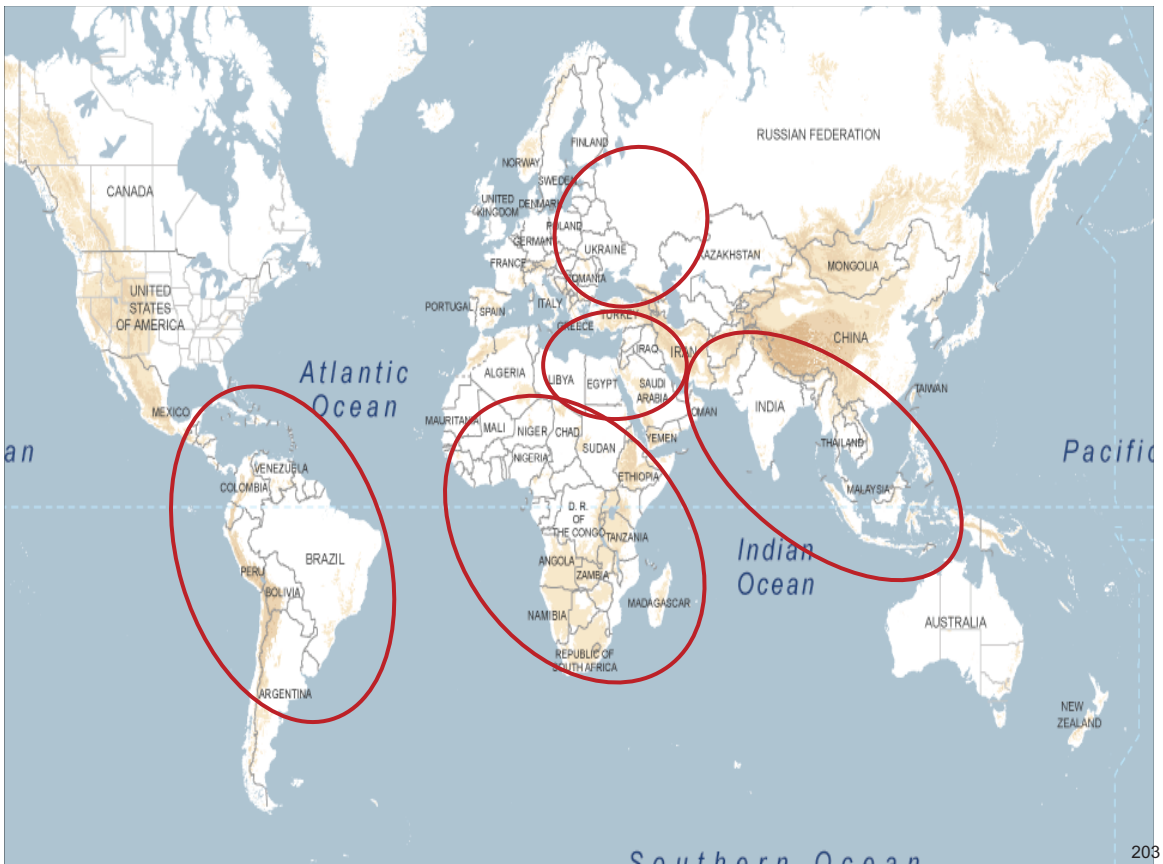 RUSSIAN FEDERATION
FINLAND
NORWAY
SWEDEN
CANADA
UNITED
KINGDOM
DENMARK
POLAND
GERMANY
UKRAINE
KAZAKHSTAN
FRANCE
MONGOLIA
ROMANIA
UNITED
STATES
OF AMERICA
PORTUGAL
SPAIN
ITALY
TURKEY
GREECE
CHINA
IRAQ
IRAN
ALGERIA
LIBYA
EGYPT
SAUDI
ARABIA
TAIWAN
Atlantic
Ocean
INDIA
MEXICO
OMAN
MAURITANIA
MALI
NIGER
CHAD
SUDAN
YEMEN
THAILAND
an
Pacific
NIGERIA
VENEZUELA
ETHIOPIA
COLOMBIA
MALAYSIA
D. R.
OF
THE CONGO
TANZANIA
Indian
Ocean
BRAZIL
ANGOLA
PERU
ZAMBIA
BOLIVIA
NAMIBIA
MADAGASCAR
AUSTRALIA
REPUBLIC OF
SOUTH AFRICA
ARGENTINA
NEW
ZEALAND
Southern Ocean
203